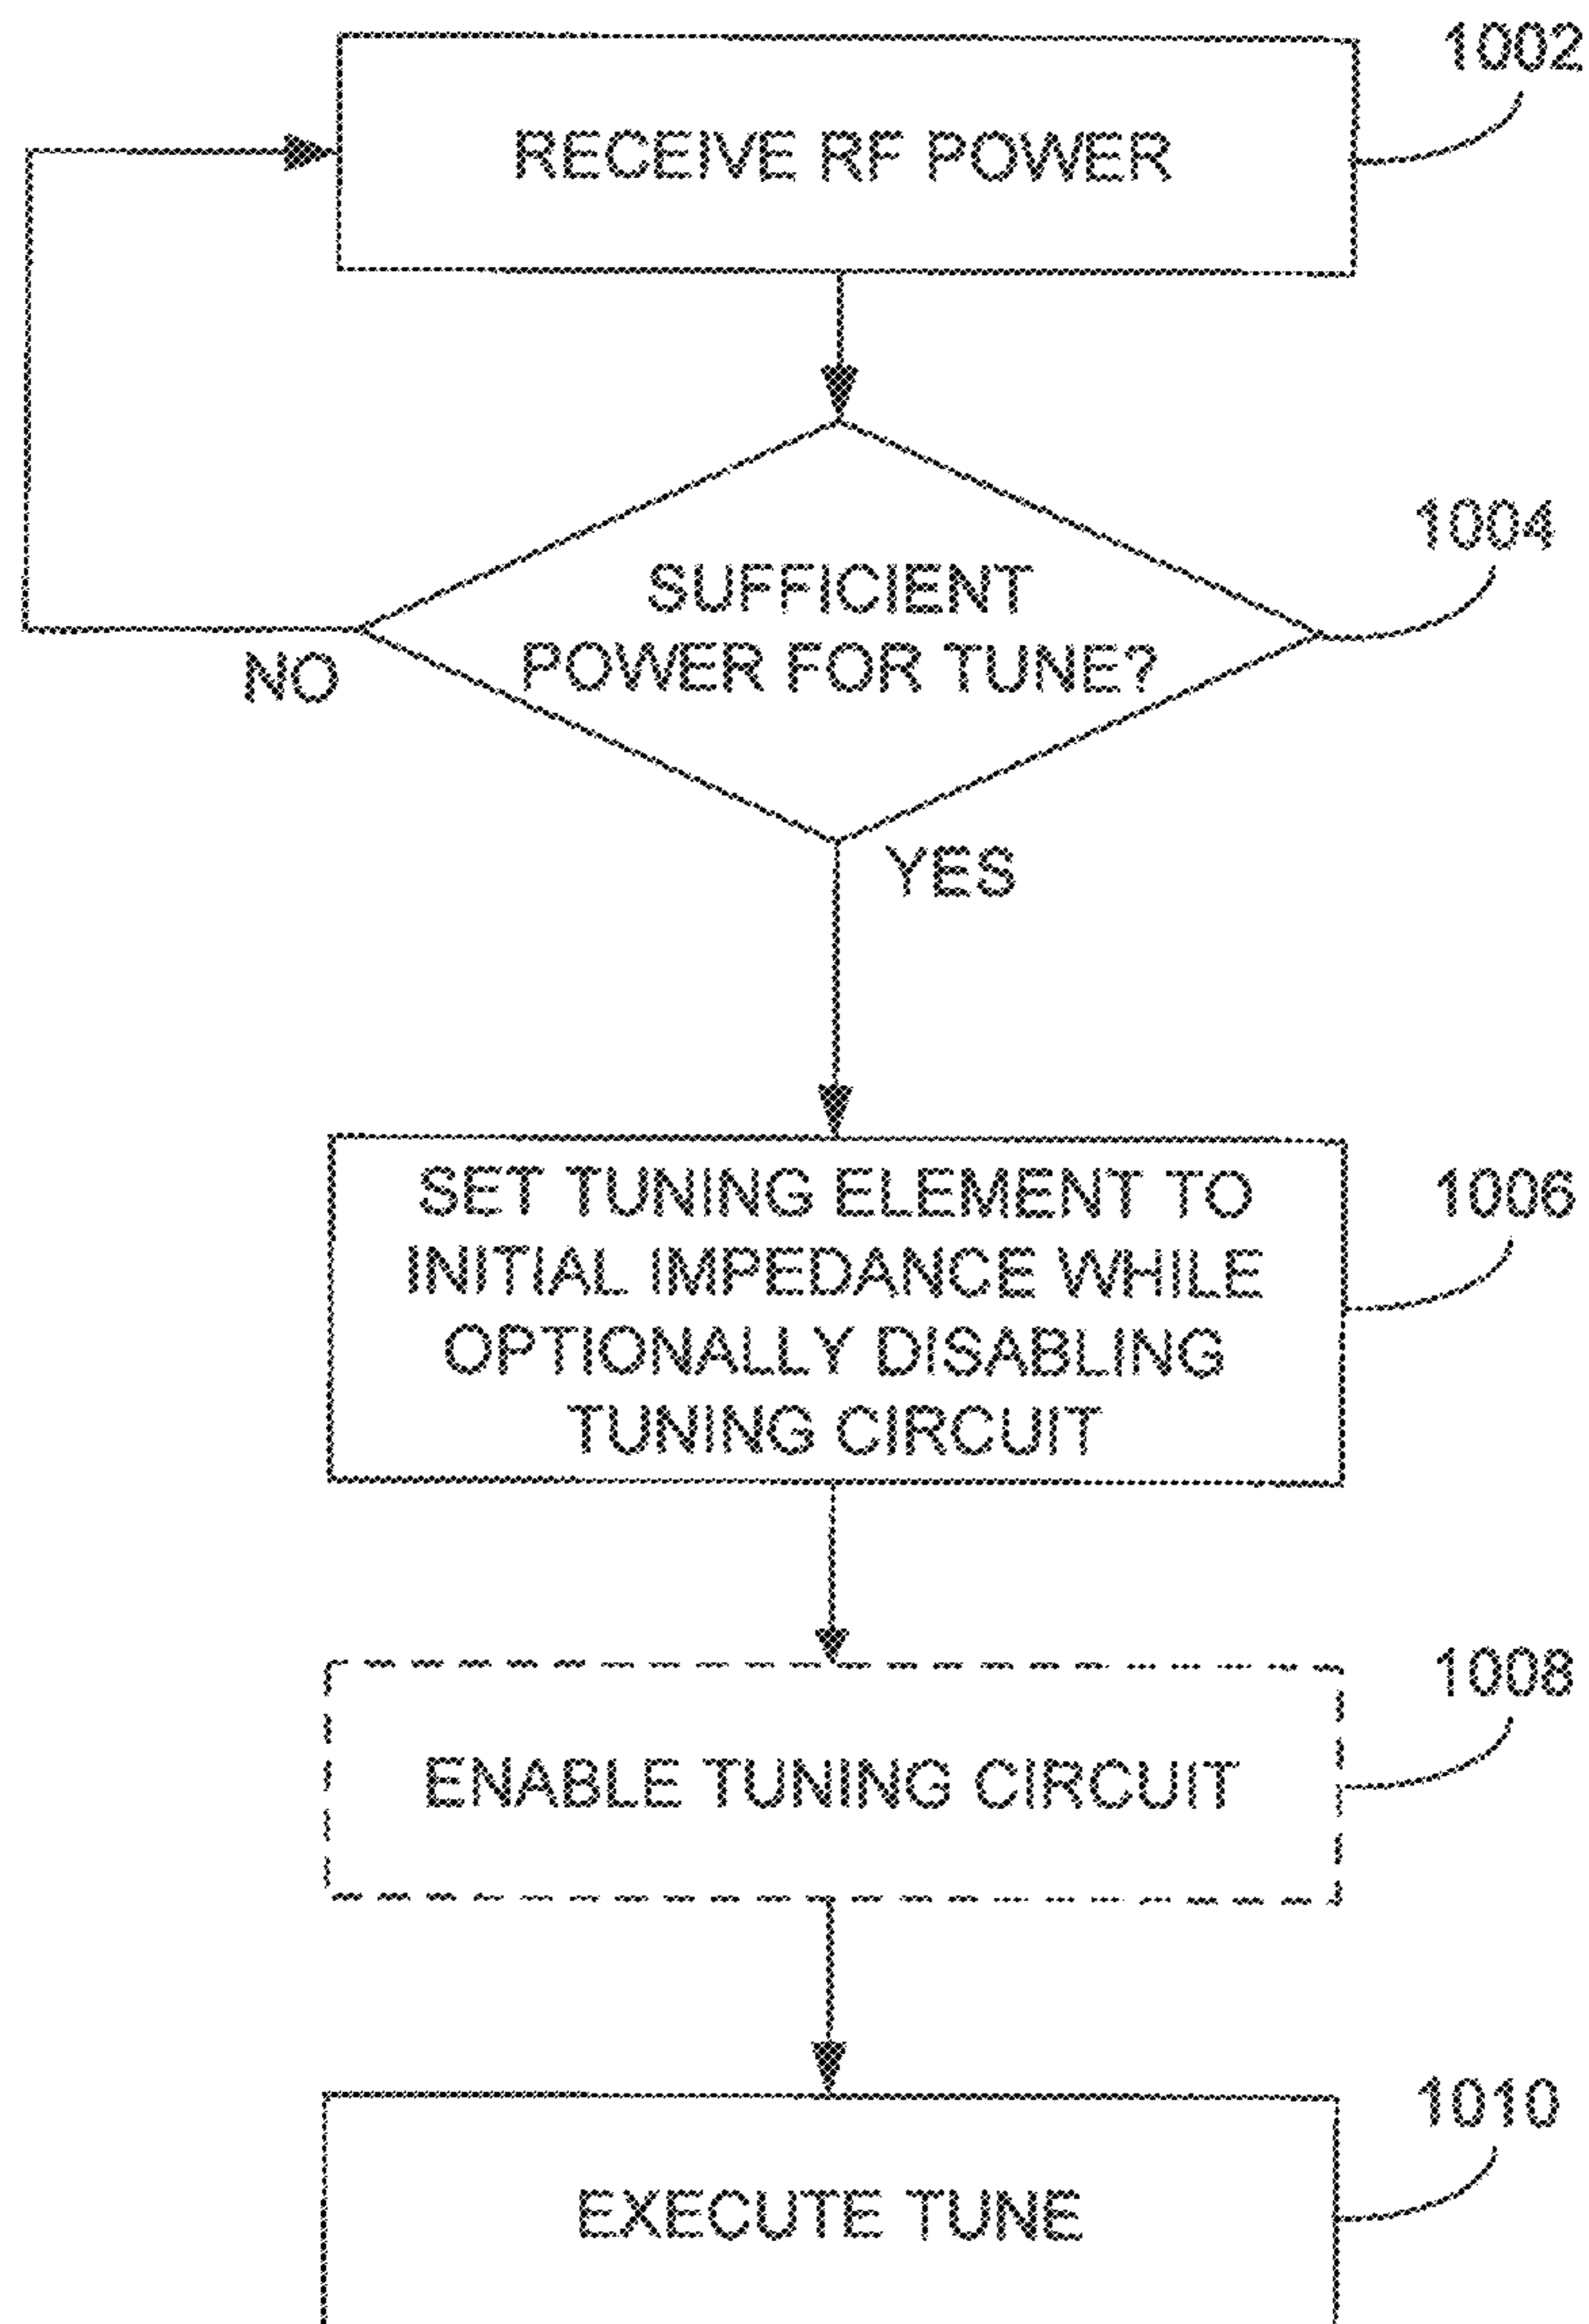 1002
RECEIVE RF POWER
1004
SUFFICIENT
POWER FOR TUNE?
NO
YES
1006
SET TUNING ELEMENT TO
INITIAL IMPEDANCE WHILE
OPTIONALLY DISABLING
TUNING CIRCUIT
1008
ENABLE TUNING CIRCUIT
1010
EXECUTE TUNE